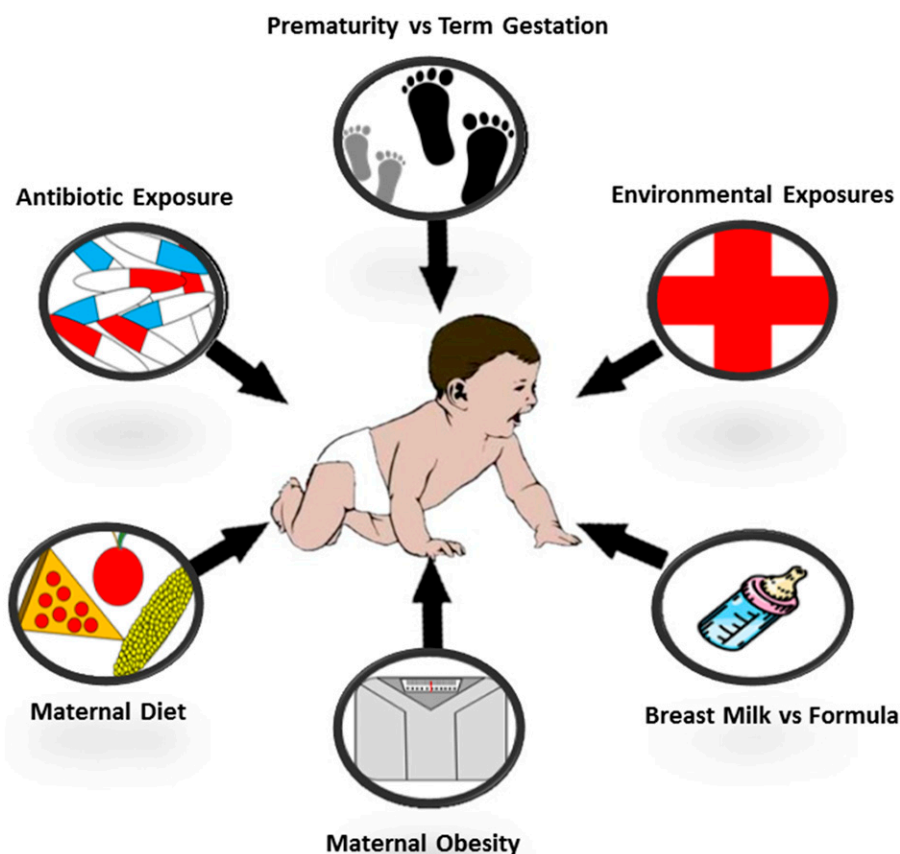 Prematurity vs Term Gestation
Antibiotic Exposure
Environmental Exposures
Maternal Diet
Breast Milk vs Formula
Maternal Obesity